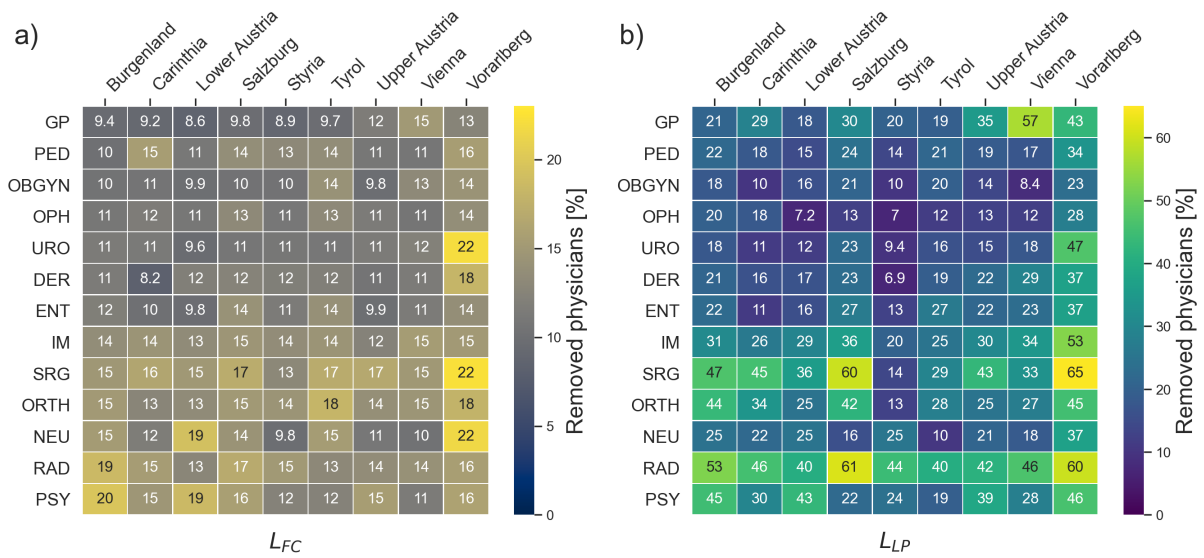 a)
Burgenland Carinthia Lower Austria Salzburg Styria Tyrol Upper Austria Vienna Vorarlberg
GP 9.4 9.2 8.6 9.8 8.9 9.7 12 15 13
PED 10 15 11 14 13 14 11 11 16
OBGYN 10 11 9.9 10 10 14 9.8 13 14
OPH 11 12 11 13 11 13 11 11 14
URO 11 11 9.6 11 11 11 11 12 22
DER 11 8.2 12 12 12 12 11 11 18
ENT 12 10 9.8 14 11 14 9.9 11 14
IM 14 14 13 15 14 14 12 15 15
SRG 15 16 15 17 13 17 17 15 22
ORTH 15 13 13 15 14 18 14 15 18
NEU 15 12 19 14 9.8 15 11 10 22
RAD 19 15 13 17 15 13 14 14 16
PSY 20 15 19 16 12 12 15 11 16
L_FC
20
15
10
5
0
Removed physicians [%]
b)
Burgenland Carinthia Lower Austria Salzburg Styria Tyrol Upper Austria Vienna Vorarlberg
GP 21 29 18 30 20 19 35 57 43
PED 22 18 15 24 14 21 19 17 34
OBGYN 18 10 16 21 10 20 14 8.4 23
OPH 20 18 7.2 13 7 12 13 12 28
URO 18 11 12 23 9.4 16 15 18 47
DER 21 16 17 23 6.9 19 22 29 37
ENT 22 11 16 27 13 27 22 23 37
IM 31 26 29 36 20 25 30 34 53
SRG 47 45 36 60 14 29 43 33 65
ORTH 44 34 25 42 13 28 25 27 45
NEU 25 22 25 16 25 10 21 18 37
RAD 53 46 40 61 44 40 42 46 60
PSY 45 30 43 22 24 19 39 28 46
L_LP
60
50
40
30
20
10
0
Removed physicians [%]